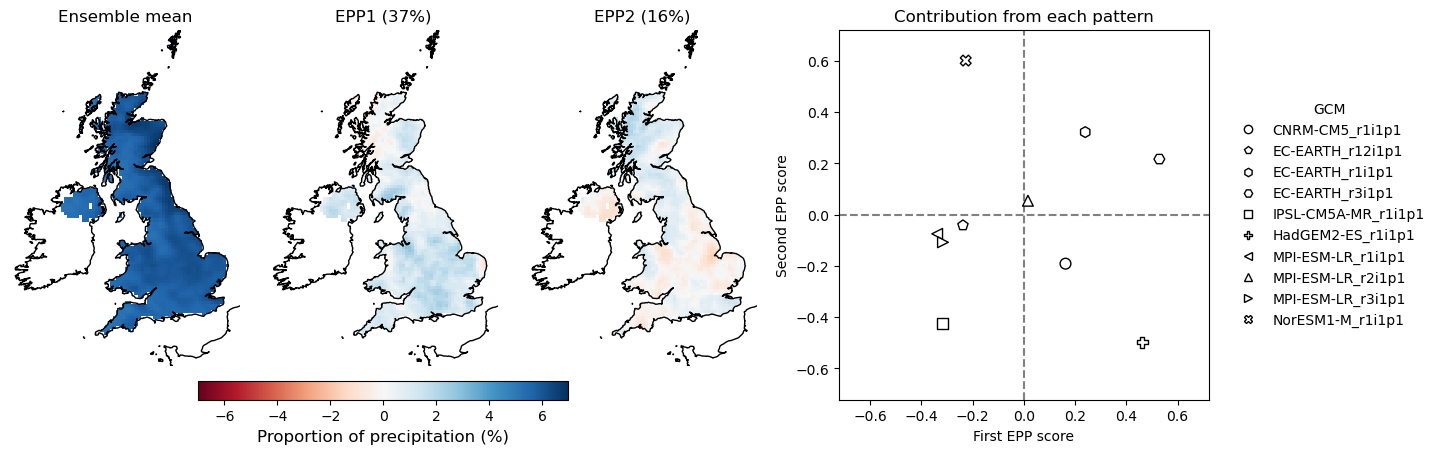 Ensemble mean
EPP1 (37%)
EPP2 (16%)
Contribution from each pattern
−6 −4 −2 0 2 4 6
Proportion of precipitation (%)
Second EPP score
0.6
0.4
0.2
0.0
−0.2
−0.4
−0.6
−0.6 −0.4 −0.2 0.0 0.2 0.4 0.6
First EPP score
GCM
CNRM-CM5_r1i1p1
EC-EARTH_r12i1p1
EC-EARTH_r1i1p1
EC-EARTH_r3i1p1
IPSL-CM5A-MR_r1i1p1
HadGEM2-ES_r1i1p1
MPI-ESM-LR_r1i1p1
MPI-ESM-LR_r2i1p1
MPI-ESM-LR_r3i1p1
NorESM1-M_r1i1p1